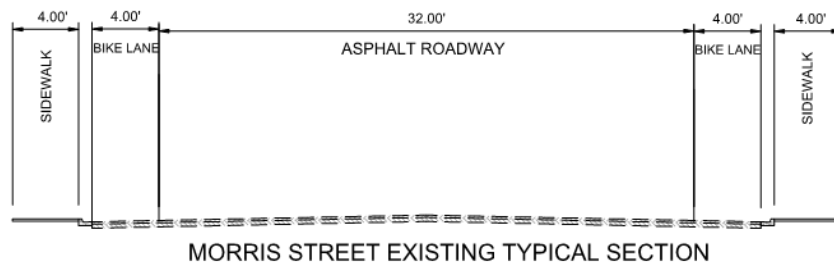 4.00' 4.00' 32.00' 4.00' 4.00'
SIDEWALK
BIKE LANE
ASPHALT ROADWAY
BIKE LANE
SIDEWALK
MORRIS STREET EXISTING TYPICAL SECTION